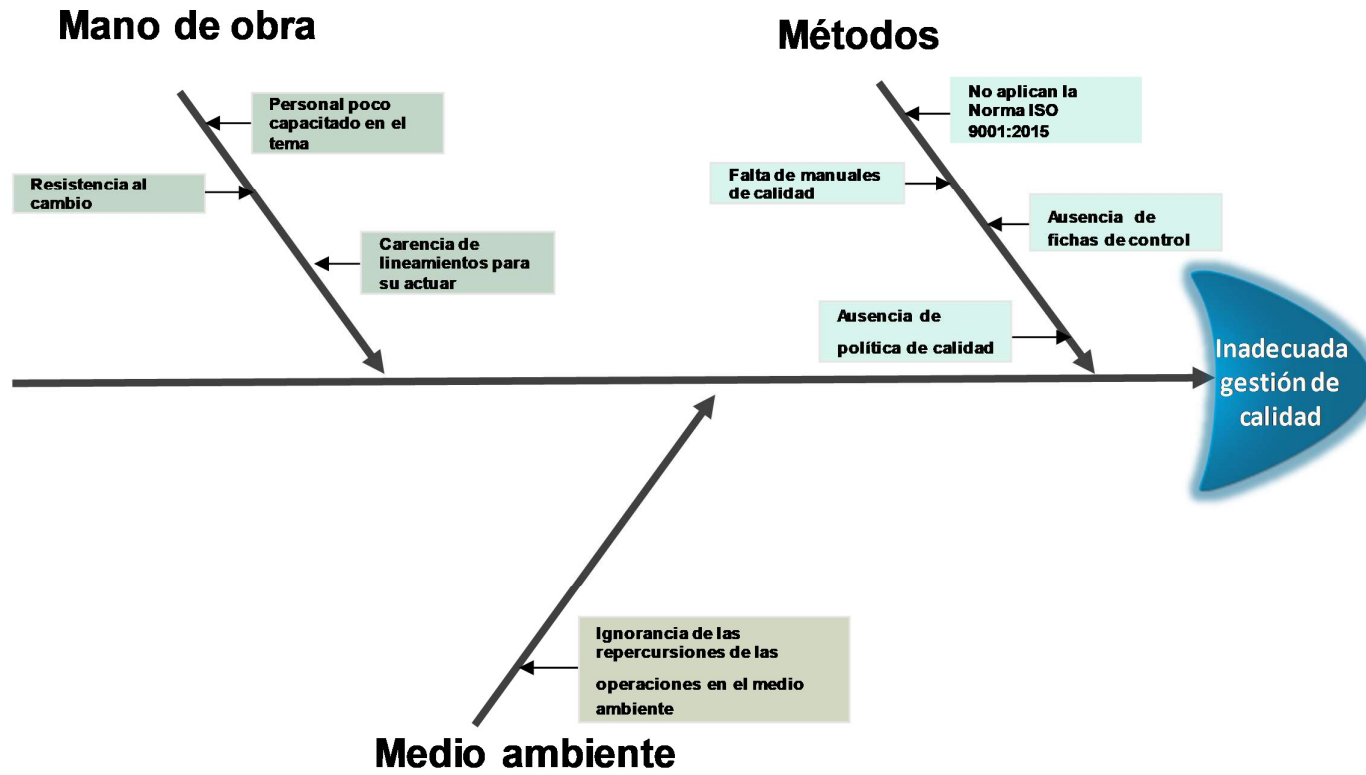 Mano de obra
Métodos
Personal poco
capacitado en el
tema
Resistencia al
cambio
Carencia de
lineamientos para
su actuar
No aplican la
Norma ISO
9001:2015
Falta de manuales
de calidad
Ausencia de
fichas de control
Ausencia de
política de calidad
Inadecuada
gestión de
calidad
Ignorancia de las
repercursiones de las
operaciones en el medio
ambiente
Medio ambiente